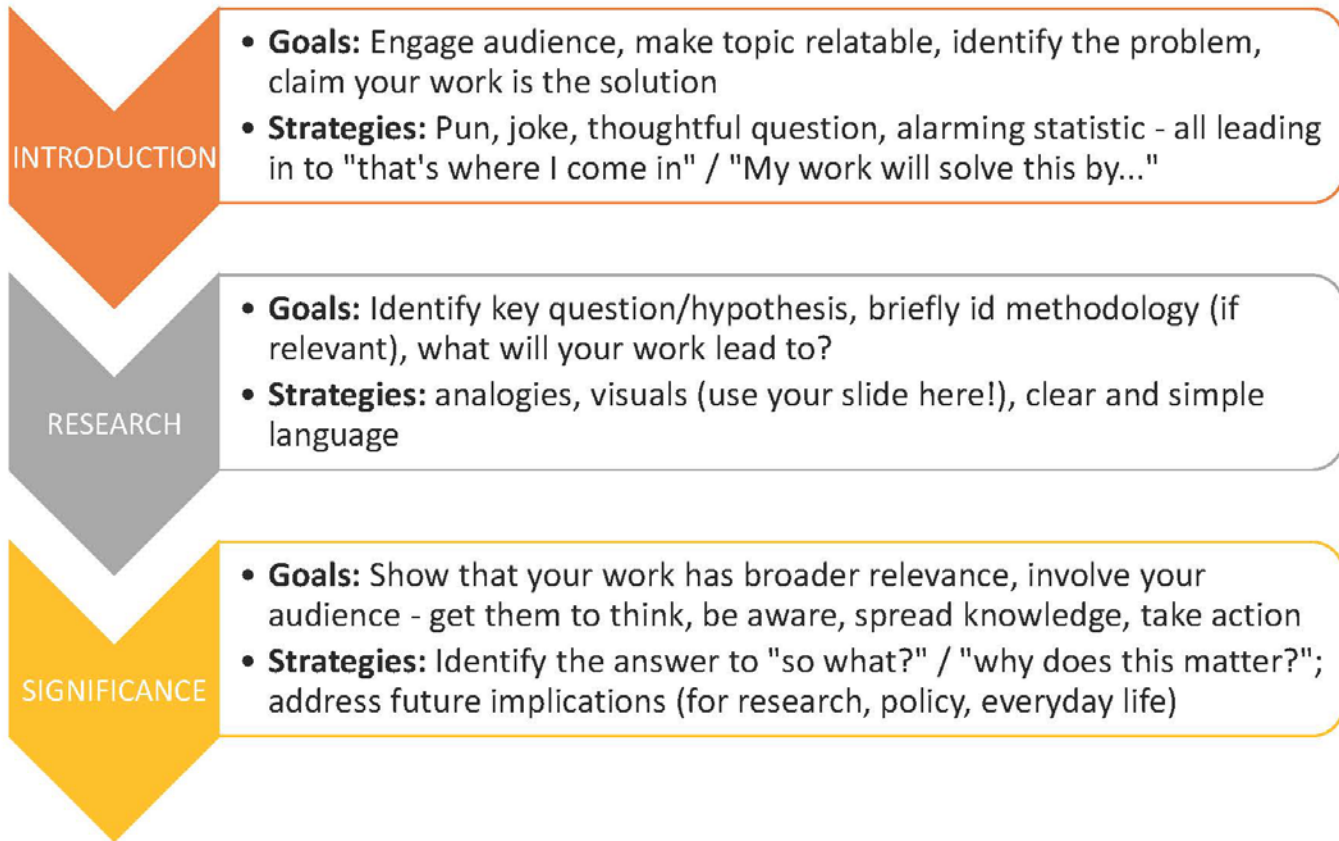 INTRODUCTION
• Goals: Engage audience, make topic relatable, identify the problem,
claim your work is the solution
• Strategies: Pun, joke, thoughtful question, alarming statistic - all leading
in to "that's where I come in" / "My work will solve this by..."
RESEARCH
• Goals: Identify key question/hypothesis, briefly id methodology (if
relevant), what will your work lead to?
• Strategies: analogies, visuals (use your slide here!), clear and simple
language
SIGNIFICANCE
• Goals: Show that your work has broader relevance, involve your
audience - get them to think, be aware, spread knowledge, take action
• Strategies: Identify the answer to "so what?" / "why does this matter?";
address future implications (for research, policy, everyday life)